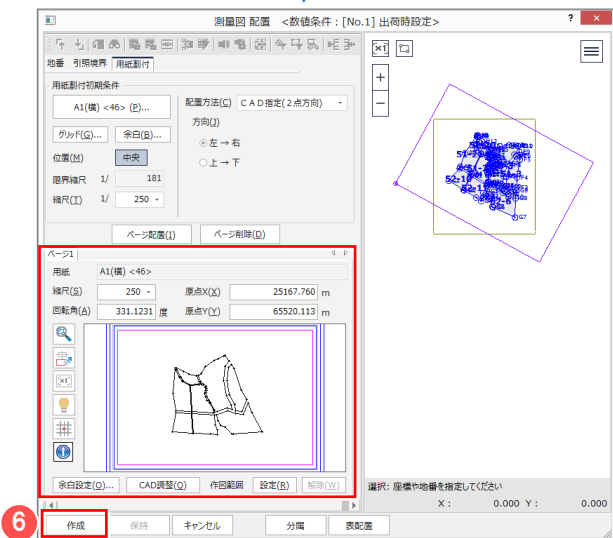 測量図 配置 <数値条件 : [No.1] 出荷時設定>
? ×
地番 引照境界 用紙割付
用紙割付初期条件
A1(横) <46> (P)...
配置方法(C) CAD指定(2点方向)
方向(J)
グリッド(G)... 余白(B)...
左 → 右
位置(M) 中央
上 → 下
限界縮尺 1/ 181
縮尺(T) 1/ 250
ページ配置(I) ページ削除(D)
ページ1
用紙 A1(横) <46>
縮尺(S) 250 原点X(X) 25167.760 m
回転角(A) 331.1231 度 原点Y(Y) 65520.113 m
×1
余白設定(O)... CAD調整(Q) 作図範囲 設定(R) 解除(W)
6
作成 保持 キャンセル 分属 表配置
×1
+
−
G7
選択: 座標や地番を指定してください
X : 0.000 Y : 0.000